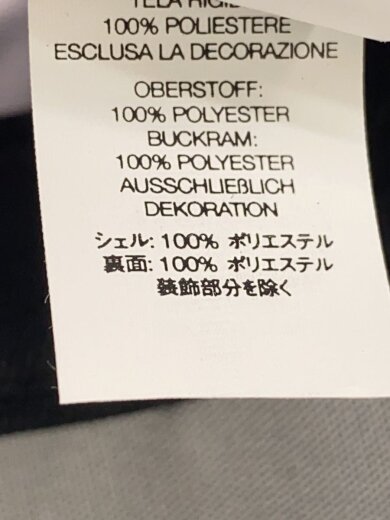 TELA RIGIDA
100% POLIESTERE
ESCLUSA LA DECORAZIONE
OBERSTOFF:
100% POLYESTER
BUCKRAM:
100% POLYESTER
AUSSCHLIEßLICH
DEKORATION
シェル: 100% ポリエステル
裏面: 100% ポリエステル
装飾部分を除く